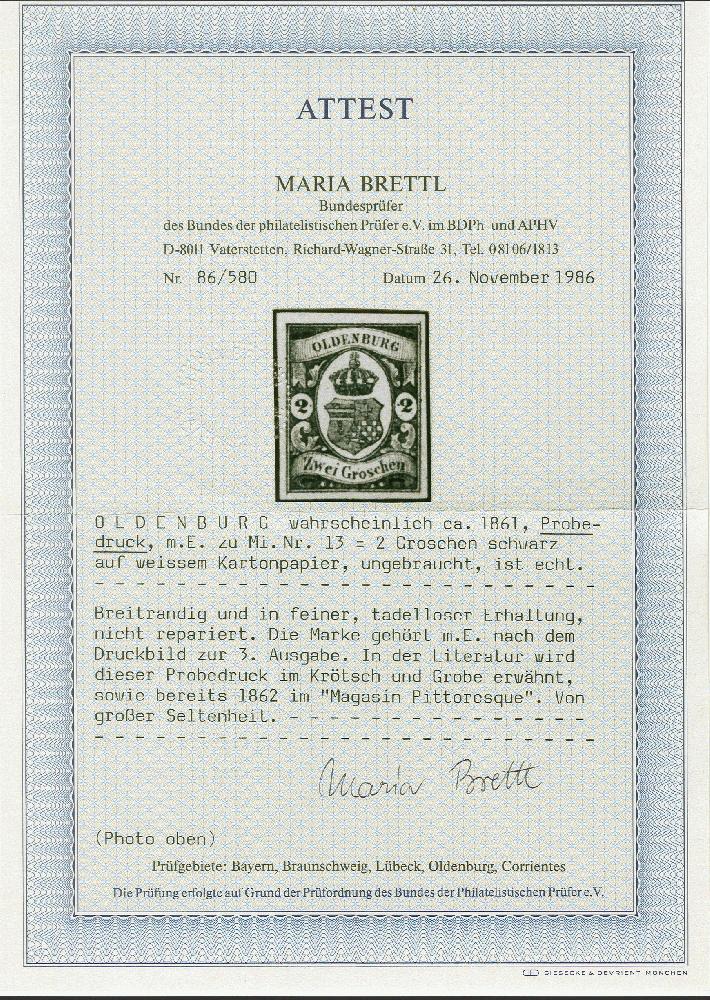 ATTEST
MARIA BRETTL
Bundesprüfer
des Bundes der philatelistischen Prüfer e.V. im BDPh und APHV
D-8011 Vaterstetten, Richard-Wagner-Straße 31, Tel. 08106/1813
Nr. 86/580 Datum 26. November 1986
OLDENBURG
2 2
Zwei Groschen
O L D E N B U R G wahrscheinlich ca. 1861, Probe-
druck, m.E. zu Mi.Nr. 13 = 2 Groschen schwarz
auf weissem Kartonpapier, ungebraucht, ist echt.
Breitrandig und in feiner, tadelloser Erhaltung,
nicht repariert. Die Marke gehört m.E. nach dem
Druckbild zur 3. Ausgabe. In der Literatur wird
dieser Probedruck im Krötsch und Grobe erwähnt,
sowie bereits 1862 im "Magasin Pittoresque". Von
großer Seltenheit.
Maria Brettl
(Photo oben)
Prüfgebiete: Bayern, Braunschweig, Lübeck, Oldenburg, Corrientes
Die Prüfung erfolgte auf Grund der Prüfordnung des Bundes der Philatelistischen Prüfer e.V.
GIESECKE & DEVRIENT MÜNCHEN